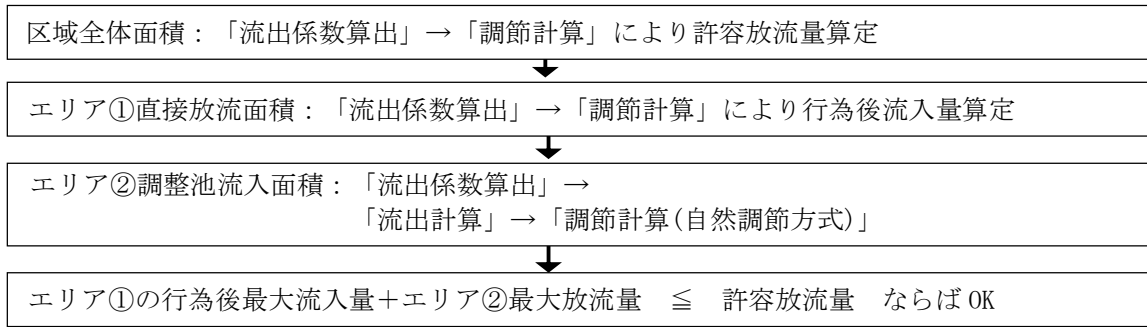 区域全体面積：「流出係数算出」→「調節計算」により許容放流量算定
エリア①直接放流面積：「流出係数算出」→「調節計算」により行為後流入量算定
エリア②調整池流入面積：「流出係数算出」→
「流出計算」→「調節計算(自然調節方式)」
エリア①の行為後最大流入量＋エリア②最大放流量　≦　許容放流量　ならばOK